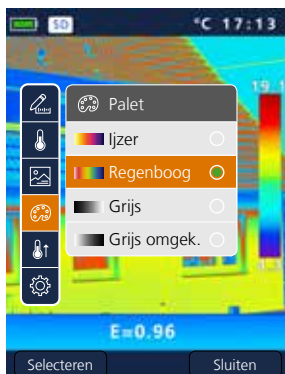 SD °C 17:13
19.1
Palet
Ijzer
Regenboog
Grijs
Grijs omgek.
E=0.96
Selecteren Sluiten